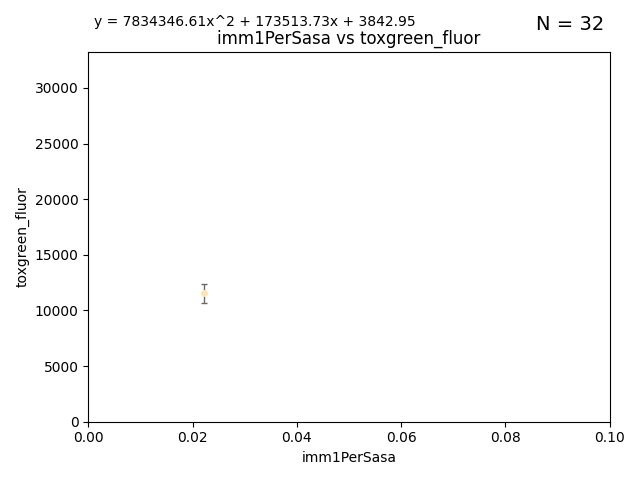 y = 7834346.61x^2 + 173513.73x + 3842.95
N = 32
imm1PerSasa vs toxgreen_fluor
30000
25000
20000
15000
10000
5000
0
toxgreen_fluor
0.00 0.02 0.04 0.06 0.08 0.10
imm1PerSasa